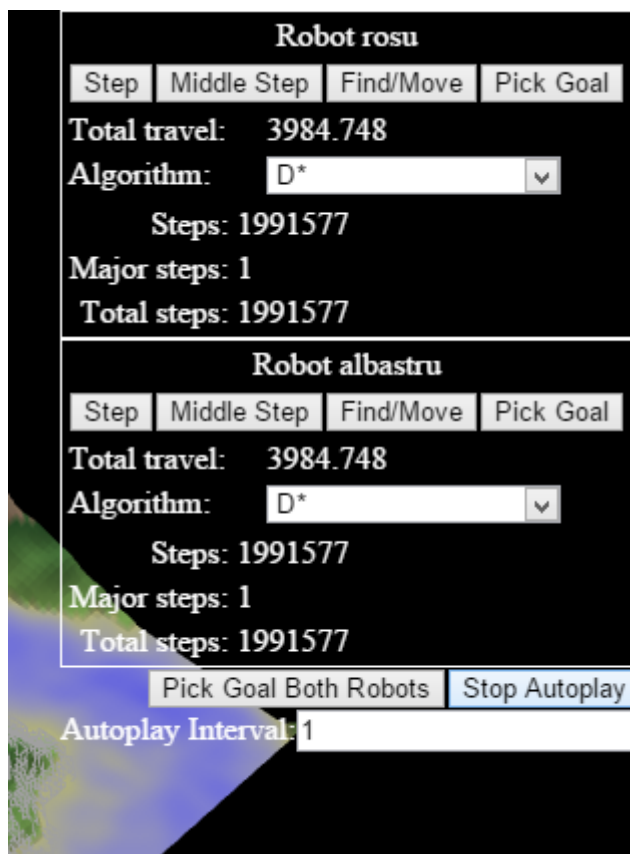 Robot rosu
Step Middle Step Find/Move Pick Goal
Total travel: 3984.748
Algorithm: D*
Steps: 1991577
Major steps: 1
Total steps: 1991577
Robot albastru
Step Middle Step Find/Move Pick Goal
Total travel: 3984.748
Algorithm: D*
Steps: 1991577
Major steps: 1
Total steps: 1991577
Pick Goal Both Robots Stop Autoplay
Autoplay Interval: 1